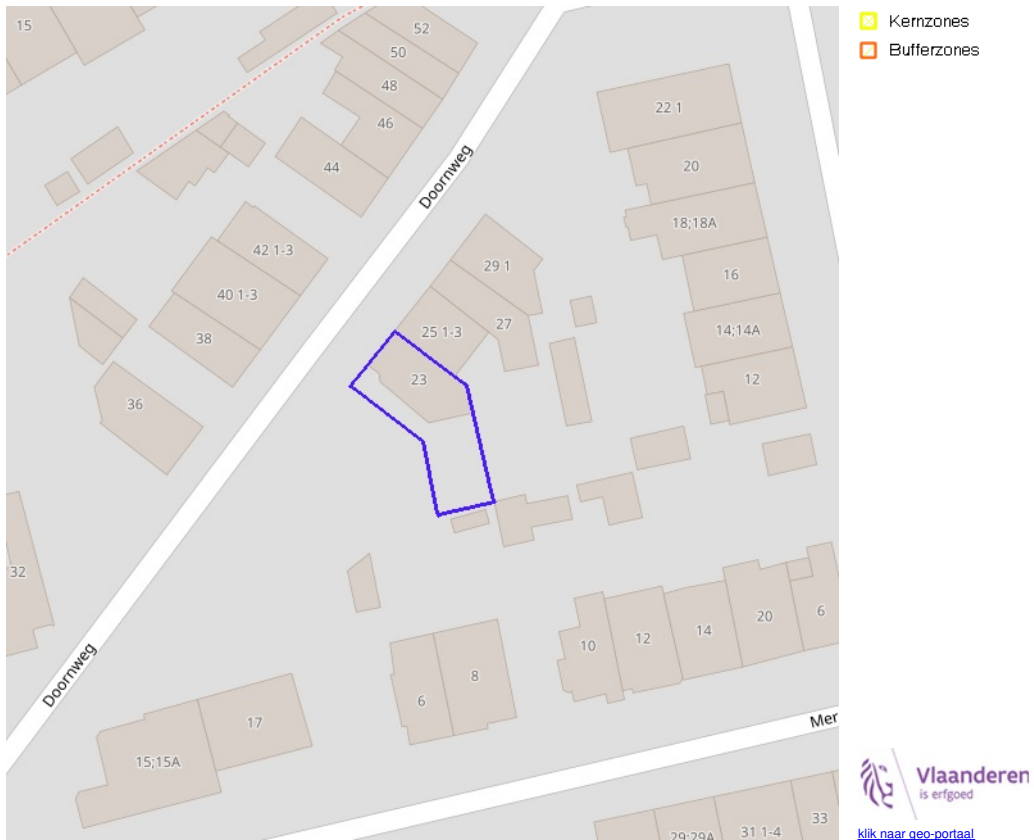 15
52
50
48
46
44
22 1
20
18;18A
16
14;14A
12
Doornweg
42 1-3
40 1-3
38
36
29 1
27
25 1-3
23
32
10
12
14
20
6
Doornweg
6
8
17
15;15A
Mer
29;29A
31 1-4
33
Kernzones
Bufferzones
Vlaanderen
is erfgoed
klik naar geo-portaal